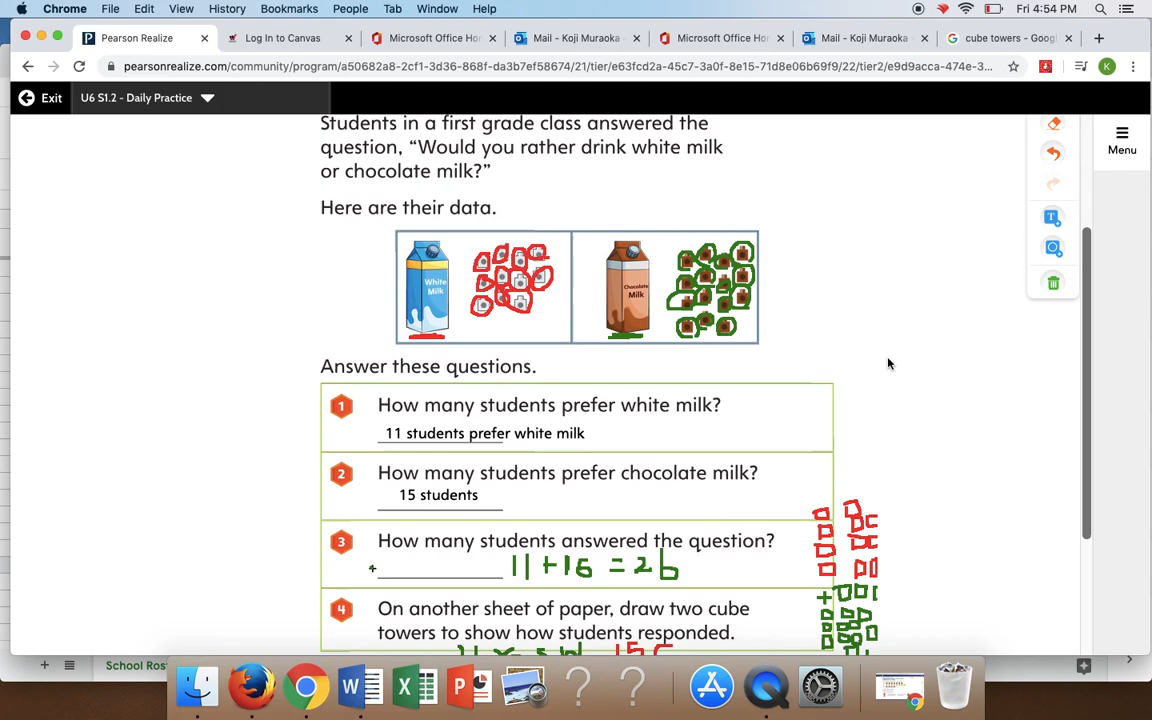 Chrome File Edit View History Bookmarks People Tab Window Help Fri 4:54 PM
Pearson Realize Log In to Canvas Microsoft Office Hor Mail - Koji Muraoka - Microsoft Office Hor Mail - Koji Muraoka - cube towers - Googl
pearsonrealize.com/community/program/a50682a8-2cf1-3d36-868f-da3b7ef58674/21/tier/e63fcd2a-45c7-3a0f-8e15-71d8e06b69f9/22/tier2/e9d9acca-474e-3... K
Exit U6 S1.2 - Daily Practice
Menu
Students in a first grade class answered the
question, “Would you rather drink white milk
or chocolate milk?”
Here are their data.
White
Milk
Chocolate
Milk
Answer these questions.
1 How many students prefer white milk?
11 students prefer white milk
2 How many students prefer chocolate milk?
15 students
3 How many students answered the question?
+ 11+15 = 26
4 On another sheet of paper, draw two cube
towers to show how students responded.
15
School Ros